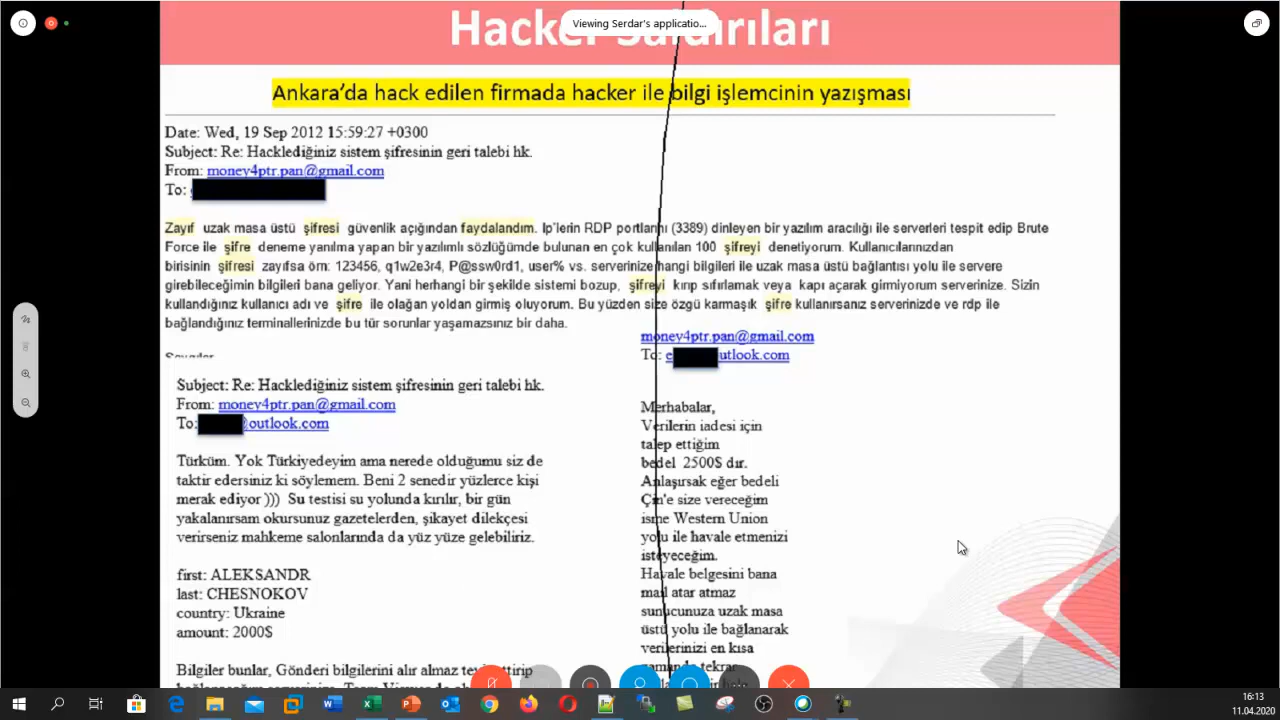 Viewing Serdar's applicatio...
Hacker Saldırıları
Ankara'da hack edilen firmada hacker ile bilgi işlemcinin yazışması
Date: Wed, 19 Sep 2012 15:59:27 +0300
Subject: Re: Hacklediğiniz sistem şifresinin geri talebi hk.
From: money4ptr.pan@gmail.com
To:
Zayıf uzak masa üstü şifresi güvenlik açığından faydalandım. Ip'lerin RDP portlarını (3389) dinleyen bir yazılım aracılığı ile serverleri tespit edip Brute
Force ile şifre deneme yanılma yapan bir yazılımlı sözlüğümde bulunan en çok kullanılan 100 şifreyi denetiyorum. Kullanıcılarınızdan
birisinin şifresi zayıfsa örn: 123456, q1w2e3r4, P@ssw0rd1, user% vs. serverinize hangi bilgileri ile uzak masa üstü bağlantısı yolu ile servere
girebileceğimin bilgileri bana geliyor. Yani herhangi bir şekilde sistemi bozup, şifreyi kırıp sıfırlamak veya kapı açarak girmiyorum serverinize. Sizin
kullandığınız kullanıcı adı ve şifre ile olağan yoldan girmiş oluyorum. Bu yüzden size özgü karmaşık şifre kullanırsanız serverinizde ve rdp ile
bağlandığınız terminallerinizde bu tür sorunlar yaşamazsınız bir daha.
Saygılar
Subject: Re: Hacklediğiniz sistem şifresinin geri talebi hk.
From: money4ptr.pan@gmail.com
To: @outlook.com
Türküm. Yok Türkiyedeyim ama nerede olduğumu siz de
taktir edersiniz ki söylemem. Beni 2 senedir yüzlerce kişi
merak ediyor ))) Su testisi su yolunda kırılır, bir gün
yakalanırsam okursunuz gazetelerden, şikayet dilekçesi
verirseniz mahkeme salonlarında da yüz yüze gelebiliriz.
first: ALEKSANDR
last: CHESNOKOV
country: Ukraine
amount: 2000$
Bilgiler bunlar, Gönderi bilgilerini alır almaz
money4ptr.pan@gmail.com
To: e utlook.com
Merhabalar,
Verilerin iadesi için
talep ettiğim
bedel 2500$ dır.
Anlaşırsak eğer bedeli
Çin'e size vereceğim
isme Western Union
yolu ile havale etmenizi
isteyeceğim.
Havale belgesini bana
mail atar atmaz
sunucunuza uzak masa
üstü yolu ile bağlanarak
verilerinizi en kısa
zamanda tekrar
16:13
11.04.2020